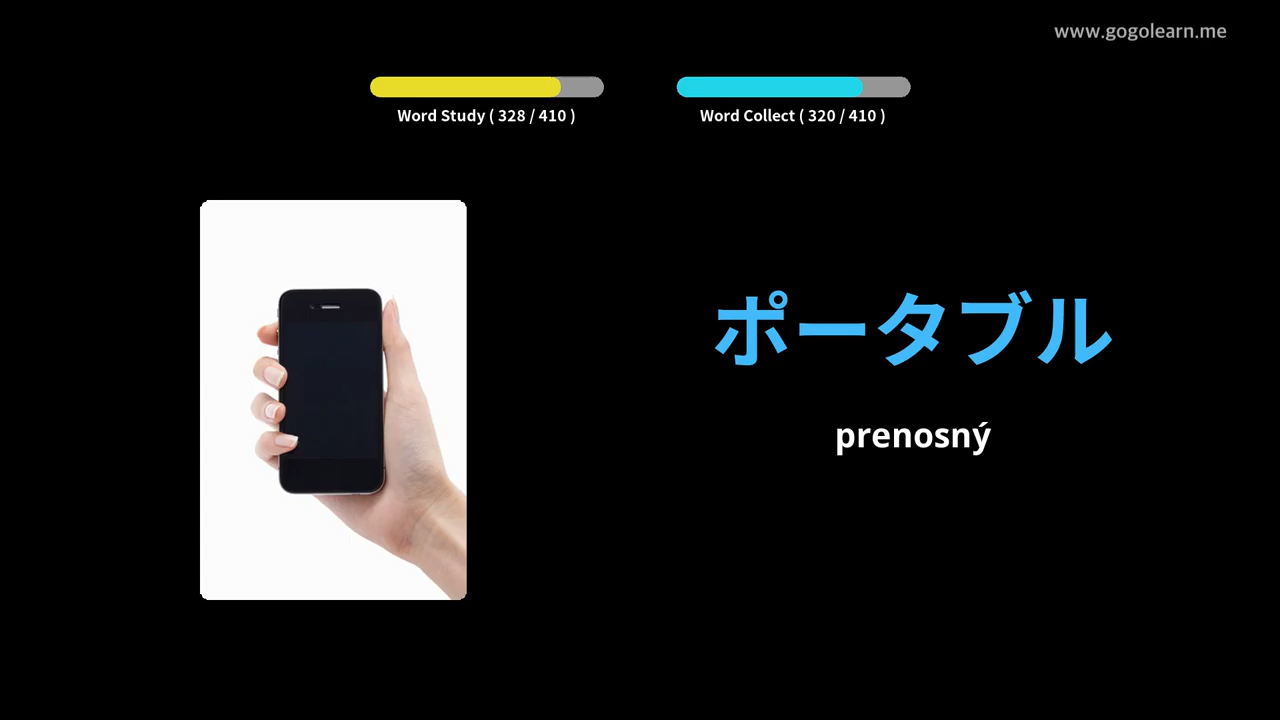 www.gogolearn.me
Word Study ( 328 / 410 )
Word Collect ( 320 / 410 )
ポータブル
prenosný